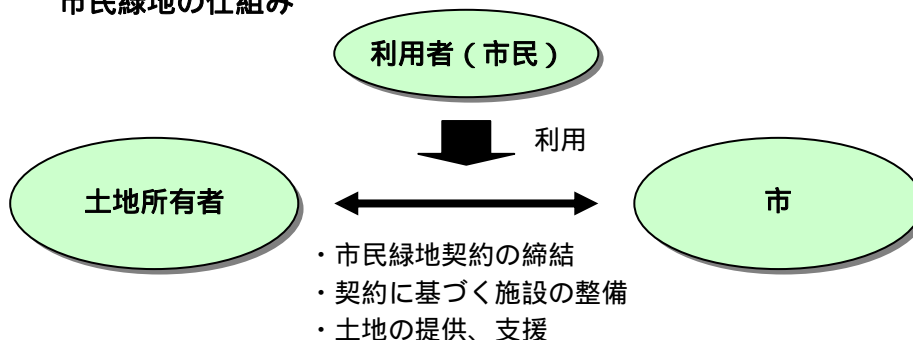 市民緑地の仕組み
利用者（市民）
利用
土地所有者
市
・市民緑地契約の締結
・契約に基づく施設の整備
・土地の提供、支援